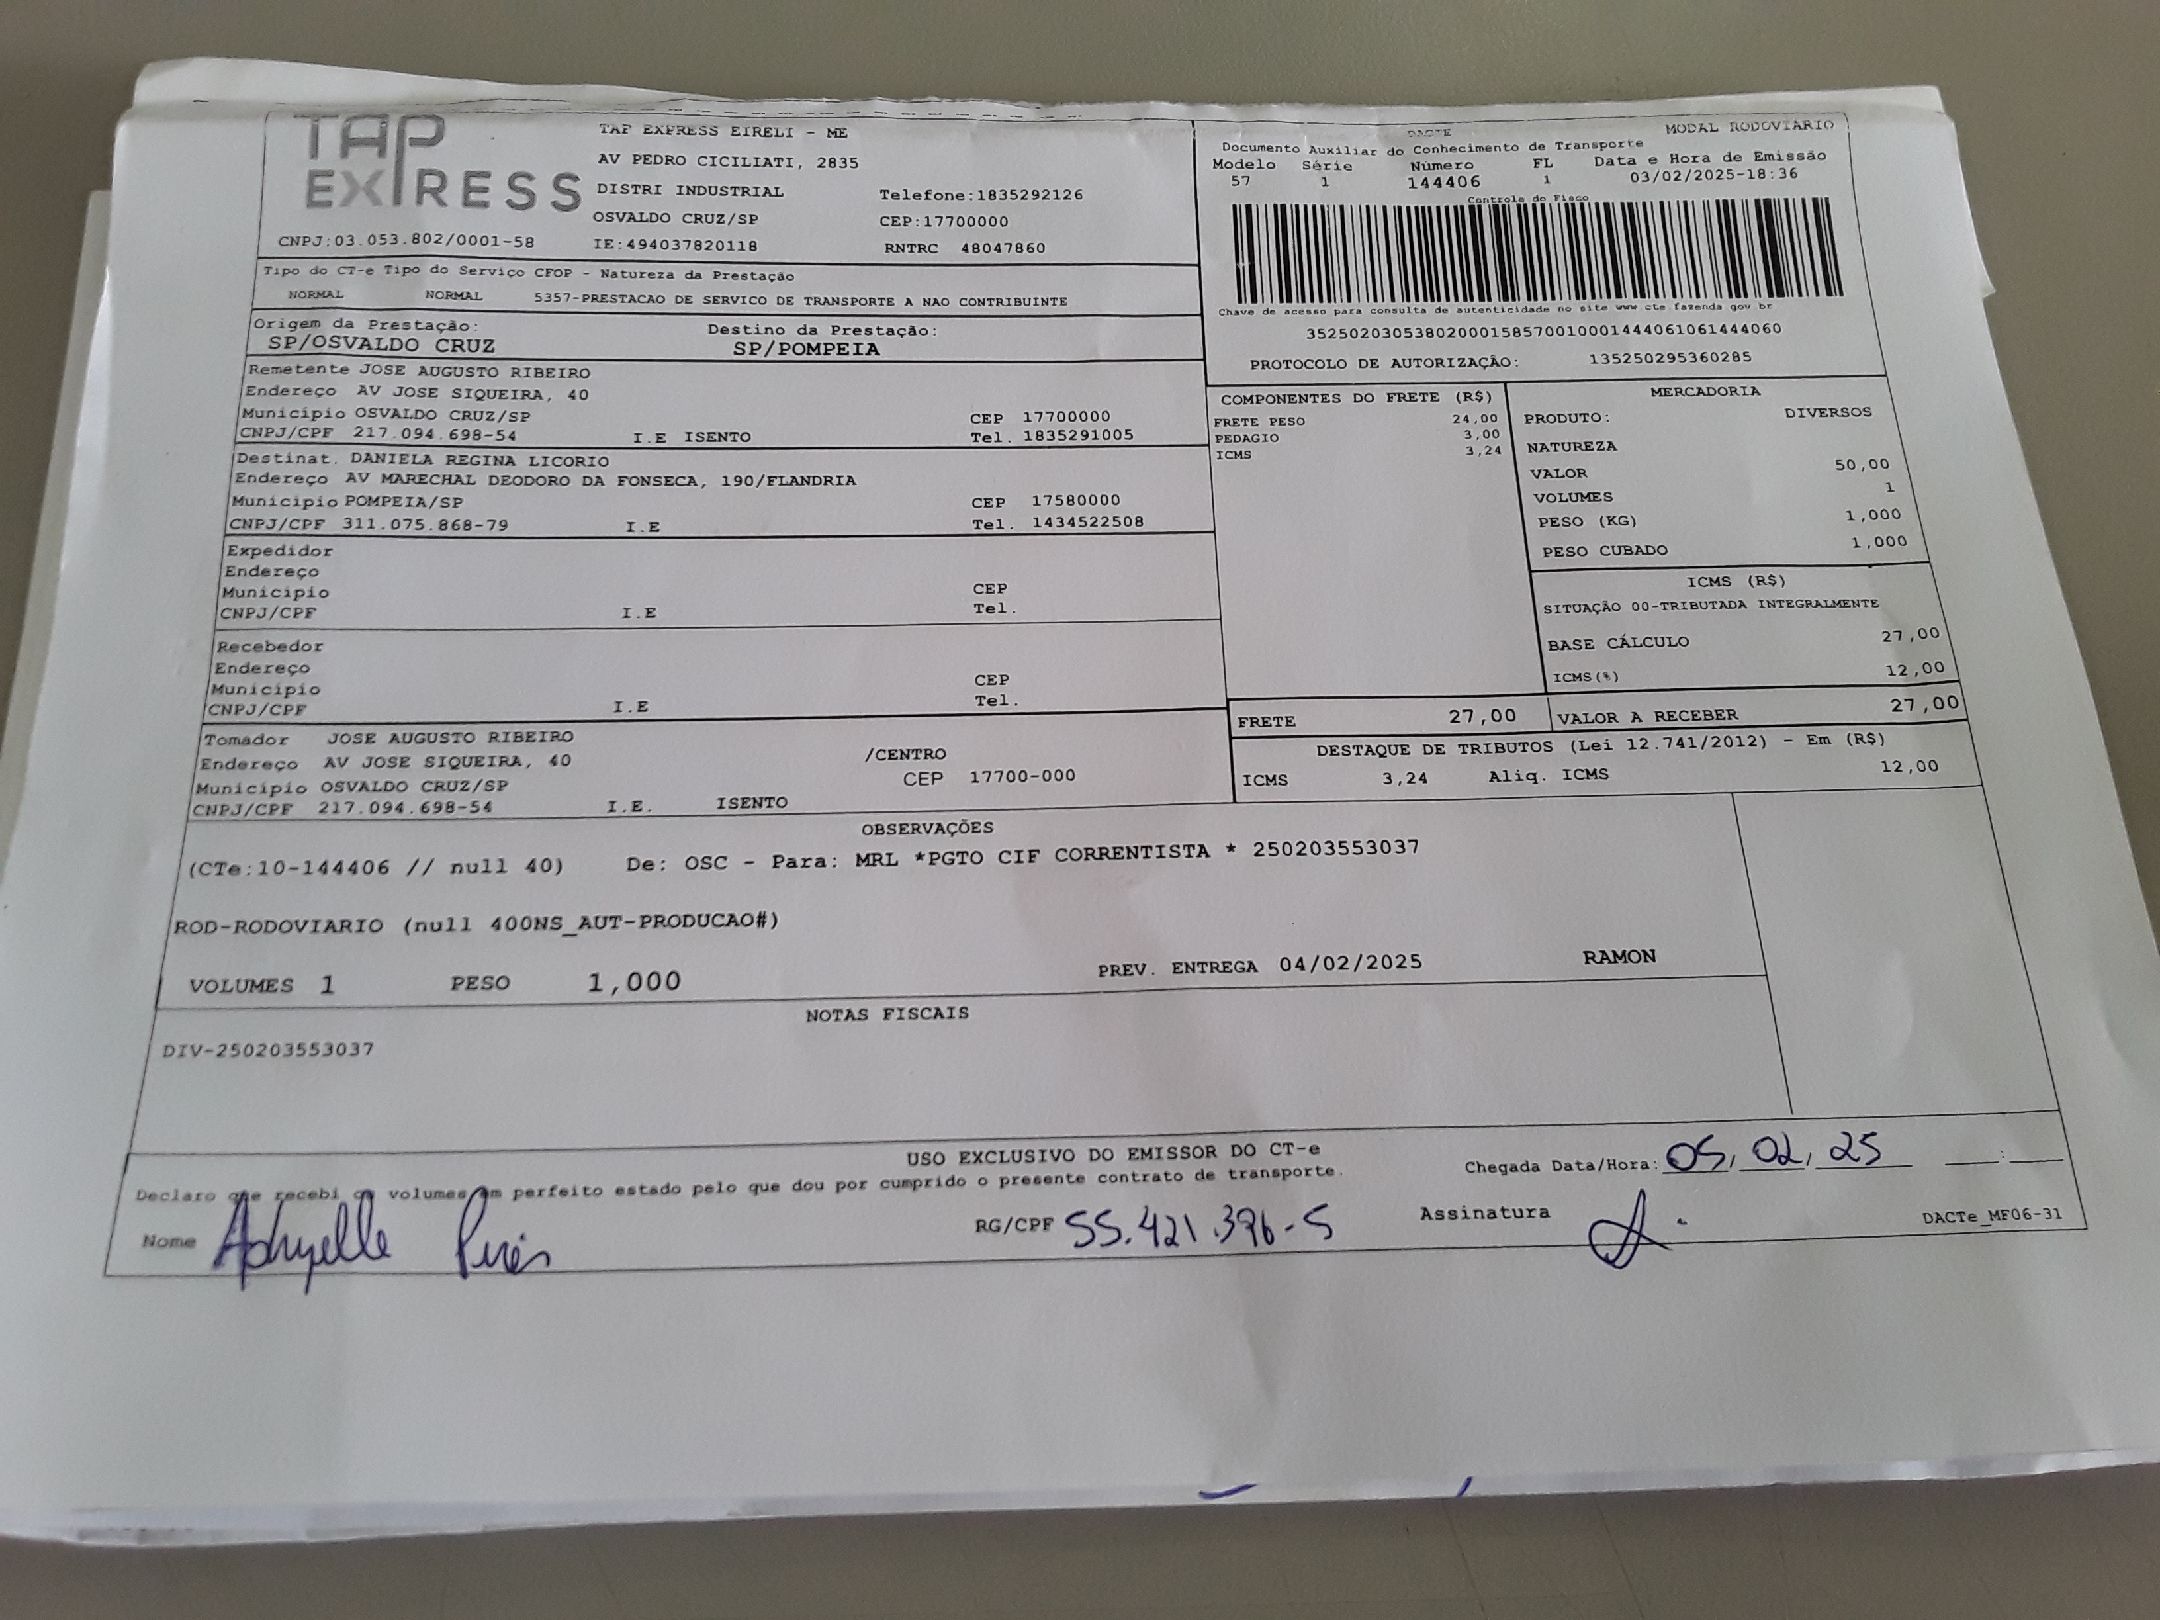 TAP
EXPRESS
CNPJ:03.053.802/0001-58
TAP EXPRESS EIRELI - ME
AV PEDRO CICILIATI, 2835
DISTRI INDUSTRIAL Telefone:1835292126
OSVALDO CRUZ/SP CEP:17700000
IE:494037820118 RNTRC 48047860
DACTE MODAL RODOVIÁRIO
Documento Auxiliar do Conhecimento de Transporte
Modelo Série Número FL Data e Hora de Emissão
57 1 144406 1 03/02/2025-18:36
Controle do Fisco
Chave de acesso para consulta de autenticidade no site www cte fazenda gov br
35250203053802000158570010001444061061444060
PROTOCOLO DE AUTORIZAÇÃO: 135250295360285
Tipo do CT-e Tipo do Serviço CFOP - Natureza da Prestação
NORMAL NORMAL 5357-PRESTACAO DE SERVICO DE TRANSPORTE A NAO CONTRIBUINTE
Origem da Prestação: Destino da Prestação:
SP/OSVALDO CRUZ SP/POMPEIA
Remetente JOSE AUGUSTO RIBEIRO
Endereço AV JOSE SIQUEIRA, 40
Município OSVALDO CRUZ/SP CEP 17700000
CNPJ/CPF 217.094.698-54 I.E ISENTO Tel. 1835291005
Destinat. DANIELA REGINA LICORIO
Endereço AV MARECHAL DEODORO DA FONSECA, 190/FLANDRIA
Município POMPEIA/SP CEP 17580000
CNPJ/CPF 311.075.868-79 I.E Tel. 1434522508
Expedidor
Endereço
Município CEP
CNPJ/CPF I.E Tel.
Recebedor
Endereço
Município CEP
CNPJ/CPF I.E Tel.
Tomador JOSE AUGUSTO RIBEIRO
Endereço AV JOSE SIQUEIRA, 40 /CENTRO
Município OSVALDO CRUZ/SP CEP 17700-000
CNPJ/CPF 217.094.698-54 I.E. ISENTO
COMPONENTES DO FRETE (R$)
FRETE PESO 24,00
PEDAGIO 3,00
ICMS 3,24
MERCADORIA
PRODUTO: DIVERSOS
NATUREZA
VALOR 50,00
VOLUMES 1
PESO (KG) 1,000
PESO CUBADO 1,000
ICMS (R$)
SITUAÇÃO 00-TRIBUTADA INTEGRALMENTE
BASE CÁLCULO 27,00
ICMS(%) 12,00
FRETE 27,00 VALOR A RECEBER 27,00
DESTAQUE DE TRIBUTOS (Lei 12.741/2012) - Em (R$)
ICMS 3,24 Aliq. ICMS 12,00
OBSERVAÇÕES
(CTe:10-144406 // null 40) De: OSC - Para: MRL *PGTO CIF CORRENTISTA * 250203553037
ROD-RODOVIARIO (null 400NS_AUT-PRODUCAO#)
VOLUMES 1 PESO 1,000 PREV. ENTREGA 04/02/2025 RAMON
NOTAS FISCAIS
DIV-250203553037
USO EXCLUSIVO DO EMISSOR DO CT-e
Chegada Data/Hora: 05/02/25 :
Declaro que recebi os volumes em perfeito estado pelo que dou por cumprido o presente contrato de transporte.
Nome Adryelle Pires RG/CPF 55.421.396-5 Assinatura DACTe_MF06-31